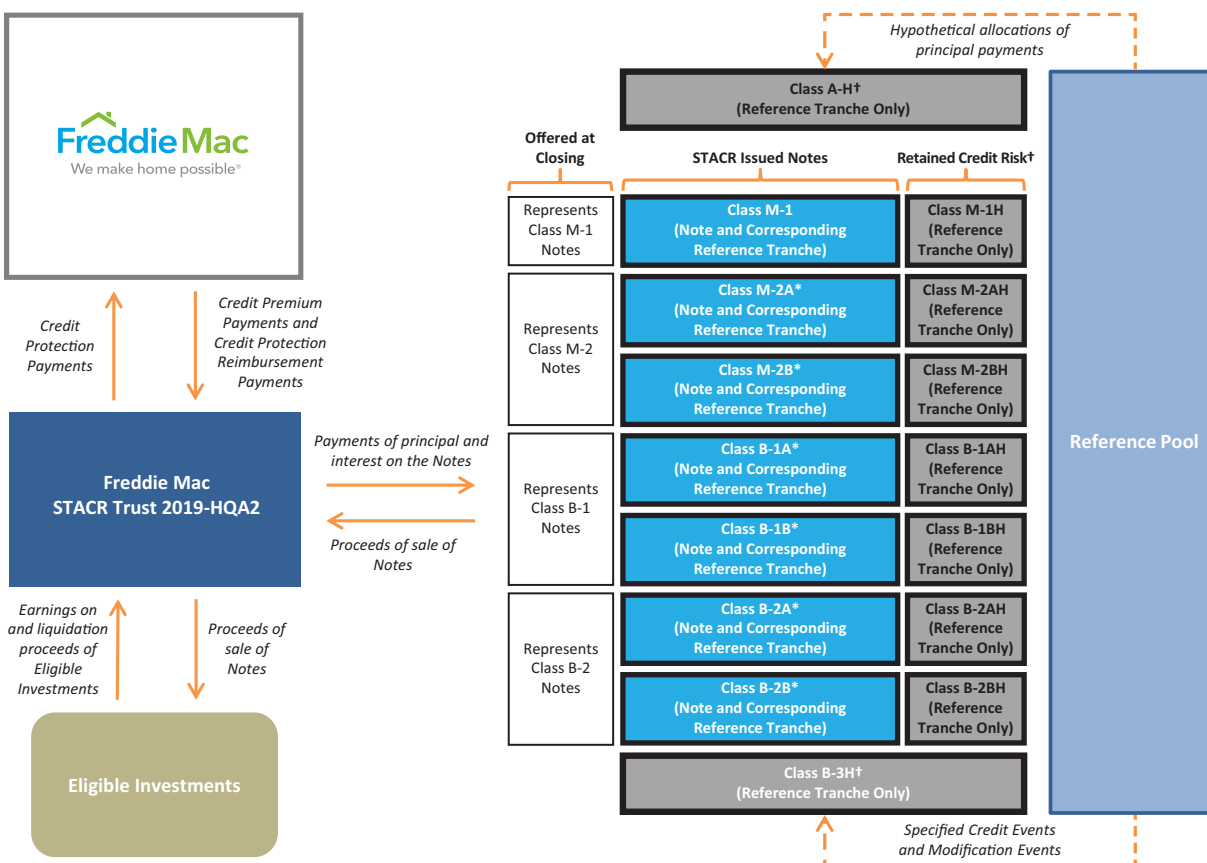 FreddieMac
We make home possible®
Credit
Protection
Payments
Credit Premium
Payments and
Credit Protection
Reimbursement
Payments
Freddie Mac
STACR Trust 2019-HQA2
Payments of principal and
interest on the Notes
Proceeds of sale of
Notes
Earnings on
and liquidation
proceeds of
Eligible
Investments
Proceeds of
sale of
Notes
Eligible Investments
Hypothetical allocations of
principal payments
Class A-H†
(Reference Tranche Only)
Offered at
Closing
STACR Issued Notes
Retained Credit Risk†
Represents
Class M-1
Notes
Class M-1
(Note and Corresponding
Reference Tranche)
Class M-1H
(Reference
Tranche Only)
Represents
Class M-2
Notes
Class M-2A*
(Note and Corresponding
Reference Tranche)
Class M-2AH
(Reference
Tranche Only)
Class M-2B*
(Note and Corresponding
Reference Tranche)
Class M-2BH
(Reference
Tranche Only)
Represents
Class B-1
Notes
Class B-1A*
(Note and Corresponding
Reference Tranche)
Class B-1AH
(Reference
Tranche Only)
Class B-1B*
(Note and Corresponding
Reference Tranche)
Class B-1BH
(Reference
Tranche Only)
Represents
Class B-2
Notes
Class B-2A*
(Note and Corresponding
Reference Tranche)
Class B-2AH
(Reference
Tranche Only)
Class B-2B*
(Note and Corresponding
Reference Tranche)
Class B-2BH
(Reference
Tranche Only)
Class B-3H†
(Reference Tranche Only)
Specified Credit Events
and Modification Events
Reference Pool